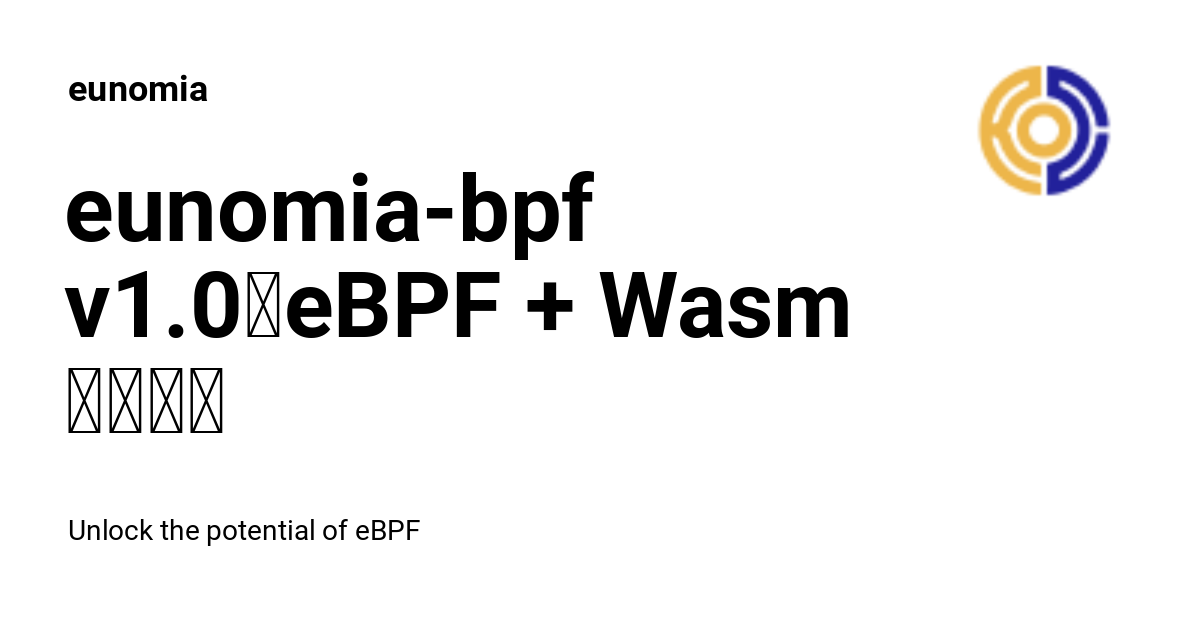 eunomia
eunomia-bpf
v1.0 eBPF + Wasm
Unlock the potential of eBPF